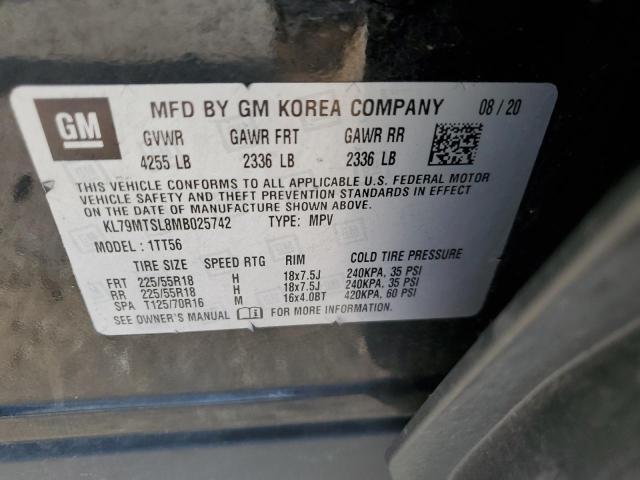 GM
MFD BY GM KOREA COMPANY 08/20
GVWR GAWR FRT GAWR RR
4255 LB 2336 LB 2336 LB
THIS VEHICLE CONFORMS TO ALL APPLICABLE U.S. FEDERAL MOTOR
VEHICLE SAFETY AND THEFT PREVENTION STANDARDS IN EFFECT
ON THE DATE OF MANUFACTURE SHOWN ABOVE.
KL79MTSL8MB025742 TYPE: MPV
MODEL: 1TT56
TIRE SIZE SPEED RTG RIM COLD TIRE PRESSURE
FRT 225/55R18 H 18x7.5J 240KPA, 35 PSI
RR 225/55R18 H 18x7.5J 240KPA, 35 PSI
SPA T125/70R16 M 16x4.0BT 420KPA, 60 PSI
SEE OWNER'S MANUAL FOR MORE INFORMATION.